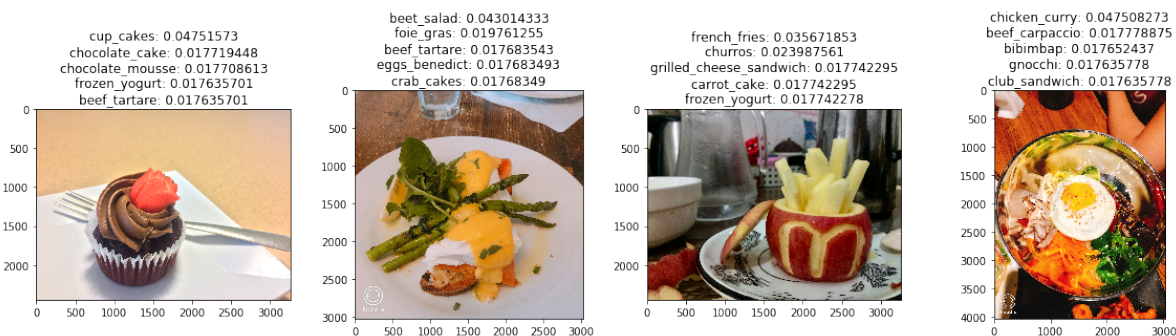 cup_cakes: 0.04751573
chocolate_cake: 0.017719448
chocolate_mousse: 0.017708613
frozen_yogurt: 0.017635701
beef_tartare: 0.017635701
0
500
1000
1500
2000
0 500 1000 1500 2000 2500 3000
beet_salad: 0.043014333
foie_gras: 0.019761255
beef_tartare: 0.017683543
eggs_benedict: 0.017683493
crab_cakes: 0.01768349
0
500
1000
1500
2000
2500
3000
0 500 1000 1500 2000 2500 3000
french_fries: 0.035671853
churros: 0.023987561
grilled_cheese_sandwich: 0.017742295
carrot_cake: 0.017742295
frozen_yogurt: 0.017742278
0
500
1000
1500
2000
0 500 1000 1500 2000 2500 3000
chicken_curry: 0.047508273
beef_carpaccio: 0.017778875
bibimbap: 0.017652437
gnocchi: 0.017635778
club_sandwich: 0.017635778
0
500
1000
1500
2000
2500
3000
3500
4000
0 1000 2000 3000